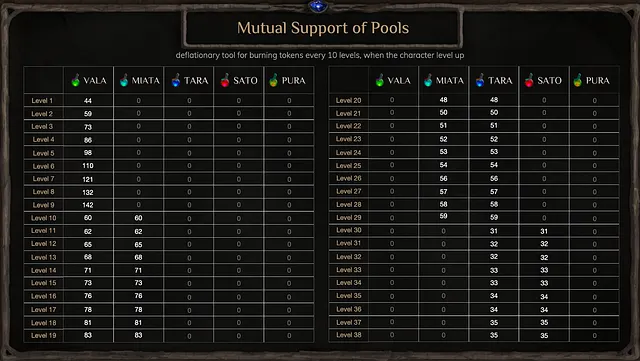 Mutual Support of Pools
deflationary tool for burning tokens every 10 levels, when the character level up
VALA MIATA TARA SATO PURA
Level 1 44 0 0 0 0
Level 2 59 0 0 0 0
Level 3 73 0 0 0 0
Level 4 86 0 0 0 0
Level 5 98 0 0 0 0
Level 6 110 0 0 0 0
Level 7 121 0 0 0 0
Level 8 132 0 0 0 0
Level 9 142 0 0 0 0
Level 10 60 60 0 0 0
Level 11 62 62 0 0 0
Level 12 65 65 0 0 0
Level 13 68 68 0 0 0
Level 14 71 71 0 0 0
Level 15 73 73 0 0 0
Level 16 76 76 0 0 0
Level 17 78 78 0 0 0
Level 18 81 81 0 0 0
Level 19 83 83 0 0 0
VALA MIATA TARA SATO PURA
Level 20 0 48 48 0 0
Level 21 0 50 50 0 0
Level 22 0 51 51 0 0
Level 23 0 52 52 0 0
Level 24 0 53 53 0 0
Level 25 0 54 54 0 0
Level 26 0 56 56 0 0
Level 27 0 57 57 0 0
Level 28 0 58 58 0 0
Level 29 0 59 59 0 0
Level 30 0 0 31 31 0
Level 31 0 0 32 32 0
Level 32 0 0 32 32 0
Level 33 0 0 33 33 0
Level 34 0 0 33 33 0
Level 35 0 0 34 34 0
Level 36 0 0 34 34 0
Level 37 0 0 35 35 0
Level 38 0 0 35 35 0